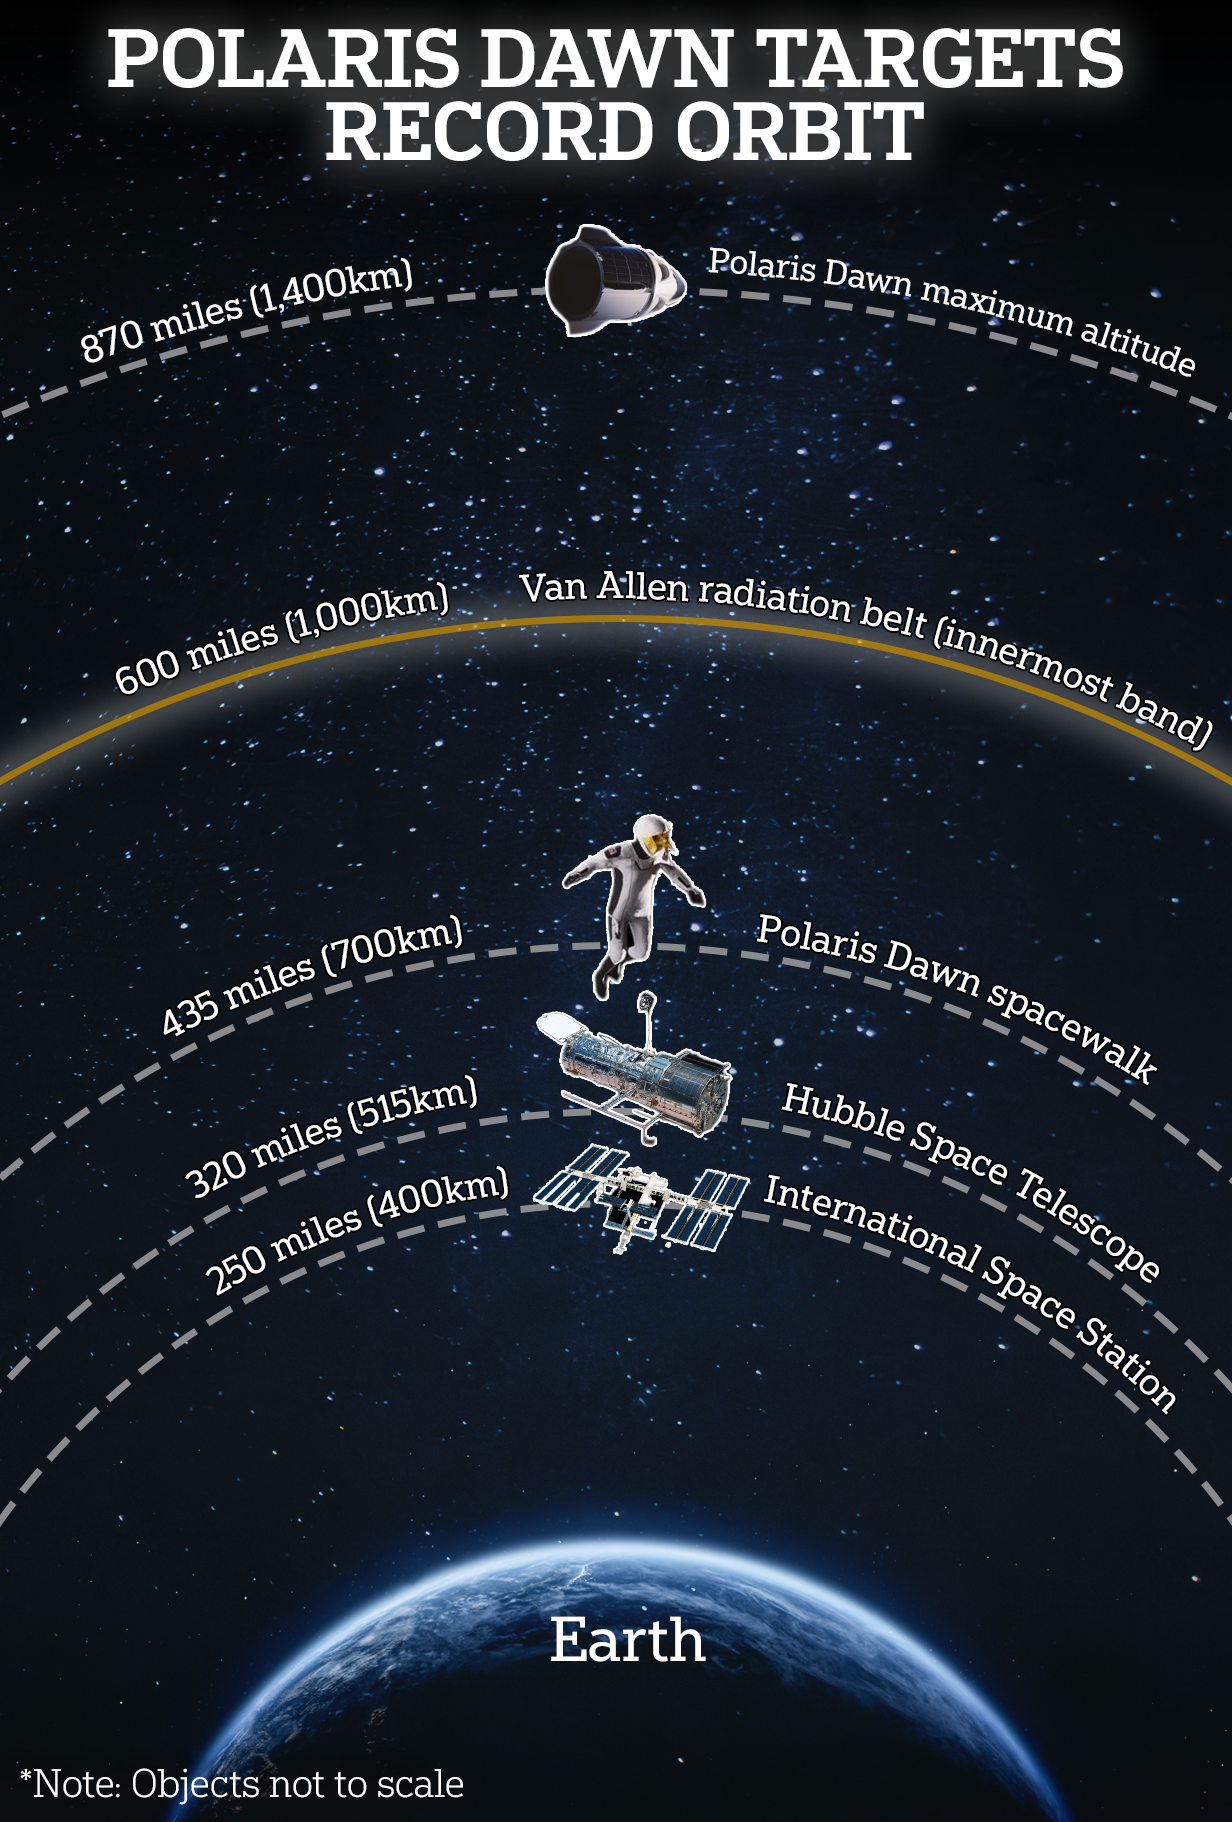 POLARIS DAWN TARGETS
RECORD ORBIT
870 miles (1,400km)
Polaris Dawn maximum altitude
600 miles (1,000km)
Van Allen radiation belt (innermost band)
435 miles (700km)
Polaris Dawn spacewalk
320 miles (515km)
Hubble Space Telescope
250 miles (400km)
International Space Station
Earth
*Note: Objects not to scale